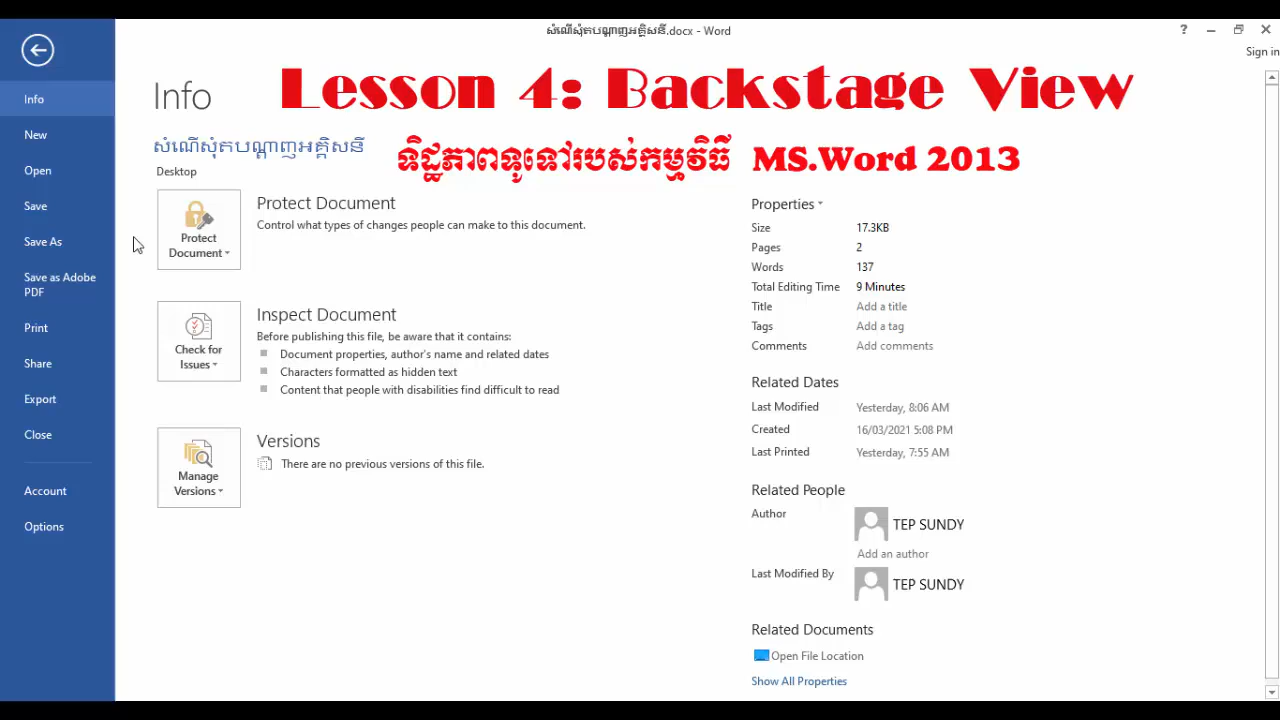 សំណើសុំតបណ្តាញអគ្គិសនី.docx - Word
?
Sign in
Info
New
Open
Save
Save As
Save as Adobe
PDF
Print
Share
Export
Close
Account
Options
Info
Lesson 4: Backstage View
សំណើសុំតបណ្តាញអគ្គិសនី
ទិដ្ឋភាពទូទៅរបស់កម្មវិធី MS.Word 2013
Desktop
Protect
Document
Protect Document
Control what types of changes people can make to this document.
Check for
Issues
Inspect Document
Before publishing this file, be aware that it contains:
Document properties, author's name and related dates
Characters formatted as hidden text
Content that people with disabilities find difficult to read
Manage
Versions
Versions
There are no previous versions of this file.
Properties
Size 17.3KB
Pages 2
Words 137
Total Editing Time 9 Minutes
Title Add a title
Tags Add a tag
Comments Add comments
Related Dates
Last Modified Yesterday, 8:06 AM
Created 16/03/2021 5:08 PM
Last Printed Yesterday, 7:55 AM
Related People
Author TEP SUNDY
Add an author
Last Modified By TEP SUNDY
Related Documents
Open File Location
Show All Properties